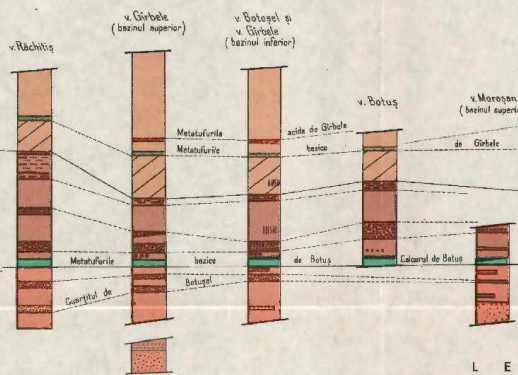 v. Răchitiș
v. Gîrbele
(bazinul superior)
v. Botoșel și
v. Gîrbele
(bazinul inferior)
v. Botuș
v. Moroșan
(bazinul superi
Metatufurile acide de Gîrbele
Metatufurile bazice de Gîrbele
Metatufurile bazice de Botuș Calcarul de Botuș
Cuarțitul de Botoșel
L E